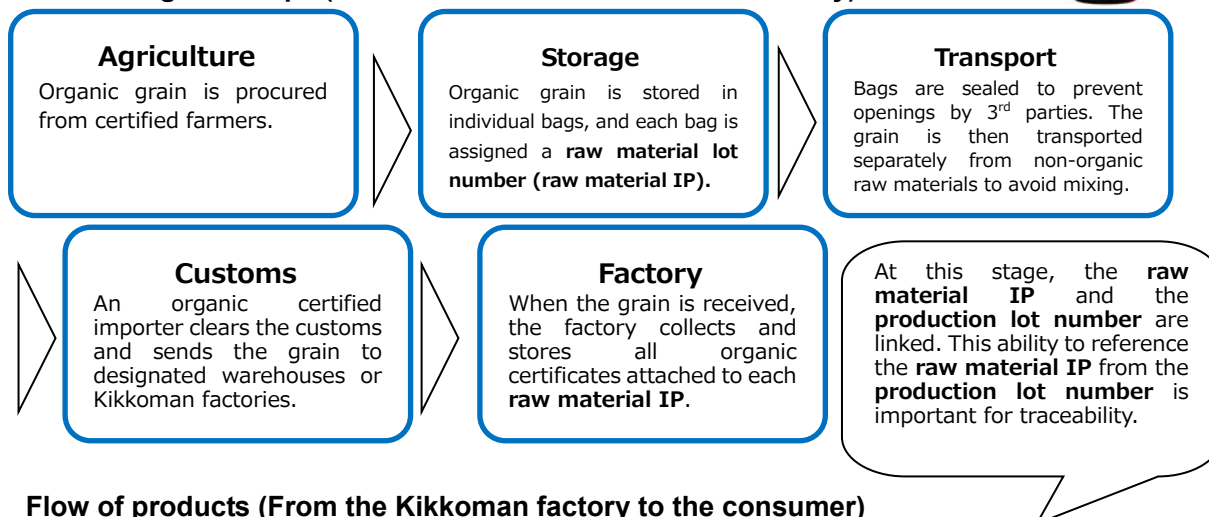 Agriculture
Organic grain is procured
from certified farmers.
Storage
Organic grain is stored in
individual bags, and each bag is
assigned a raw material lot
number (raw material IP).
Transport
Bags are sealed to prevent
openings by 3rd parties. The
grain is then transported
separately from non-organic
raw materials to avoid mixing.
Customs
An organic certified
importer clears the customs
and sends the grain to
designated warehouses or
Kikkoman factories.
Factory
When the grain is received,
the factory collects and
stores all organic
certificates attached to each
raw material IP.
At this stage, the raw
material IP and the
production lot number are
linked. This ability to reference
the raw material IP from the
production lot number is
important for traceability.
Flow of products (From the Kikkoman factory to the consumer)